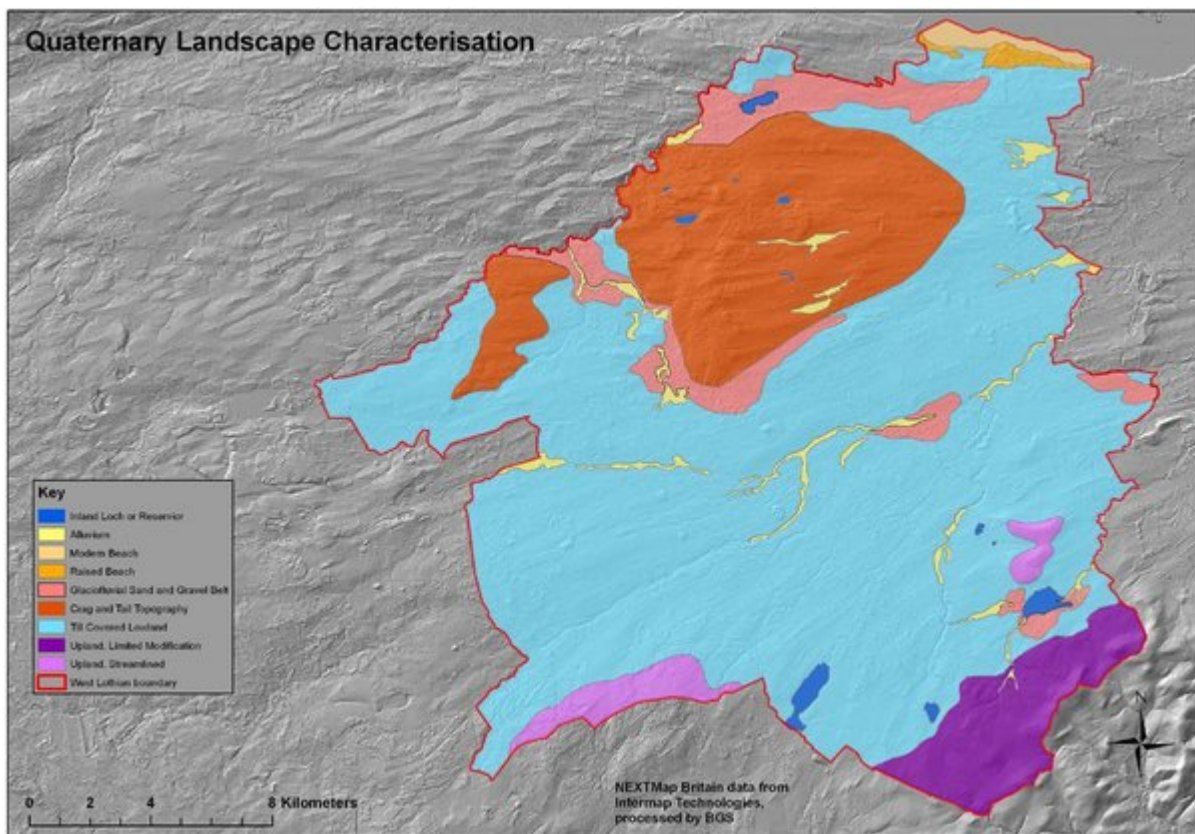 Quaternary Landscape Characterisation
Key
Inland Loch or Reservior
Alluvium
Modern Beach
Raised Beach
Glaciofluvial Sand and Gravel Belt
Crag and Tail Topography
Till Covered Lowland
Upland, Limited Modification
Upland, Streamlined
West Lothian boundary
N
0 2 4 8 Kilometers
NEXTMap Britain data from
Intermap Technologies,
processed by BGS